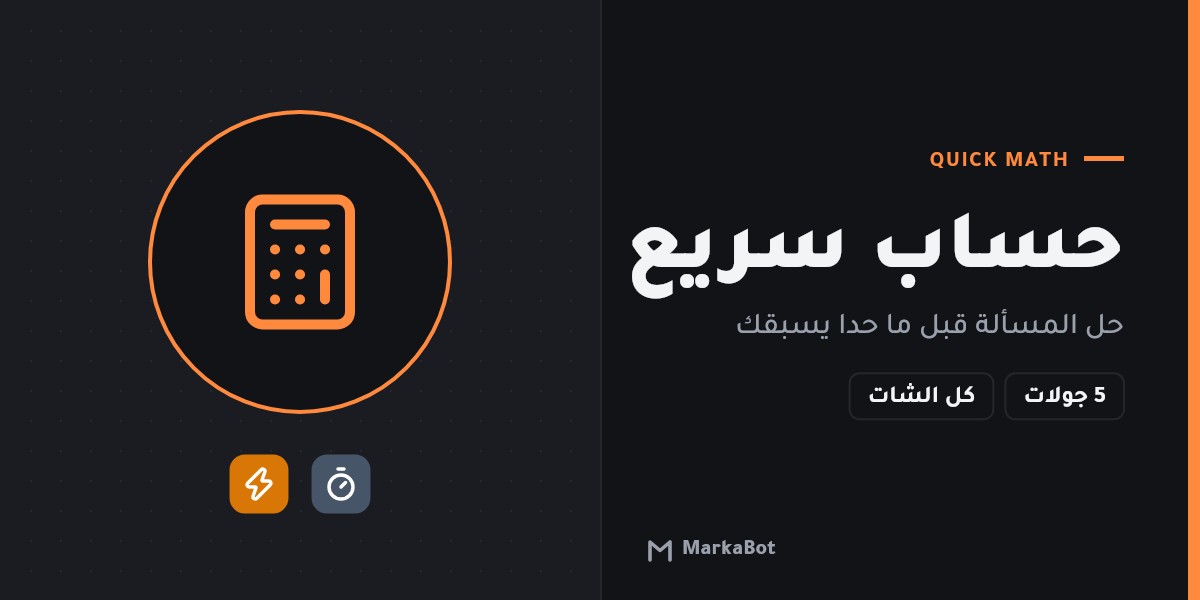 QUICK MATH
حساب سريع
حل المسألة قبل ما حدا يسبقك
5 جولات
كل الشات
MarkaBot